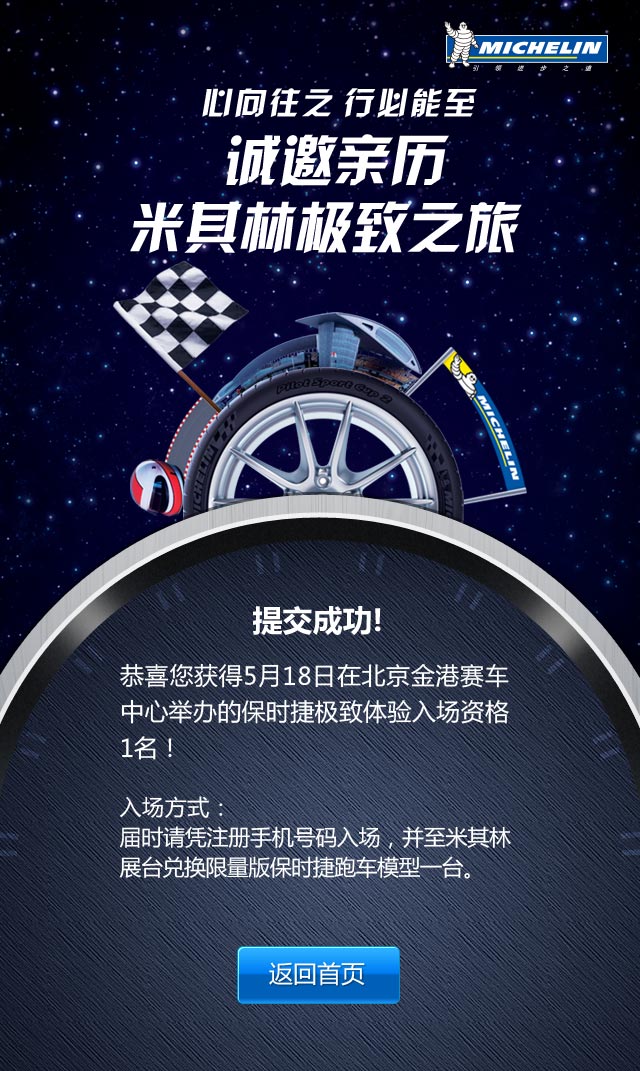 MICHELIN
引领进步之道
心向往之 行必能至
诚邀亲历
米其林极致之旅
Pilot Sport Cup 2
MICHELIN
MICHELIN
提交成功!
恭喜您获得5月18日在北京金港赛车
中心举办的保时捷极致体验入场资格
1名！
入场方式：
届时请凭注册手机号码入场，并至米其林
展台兑换限量版保时捷跑车模型一台。
返回首页